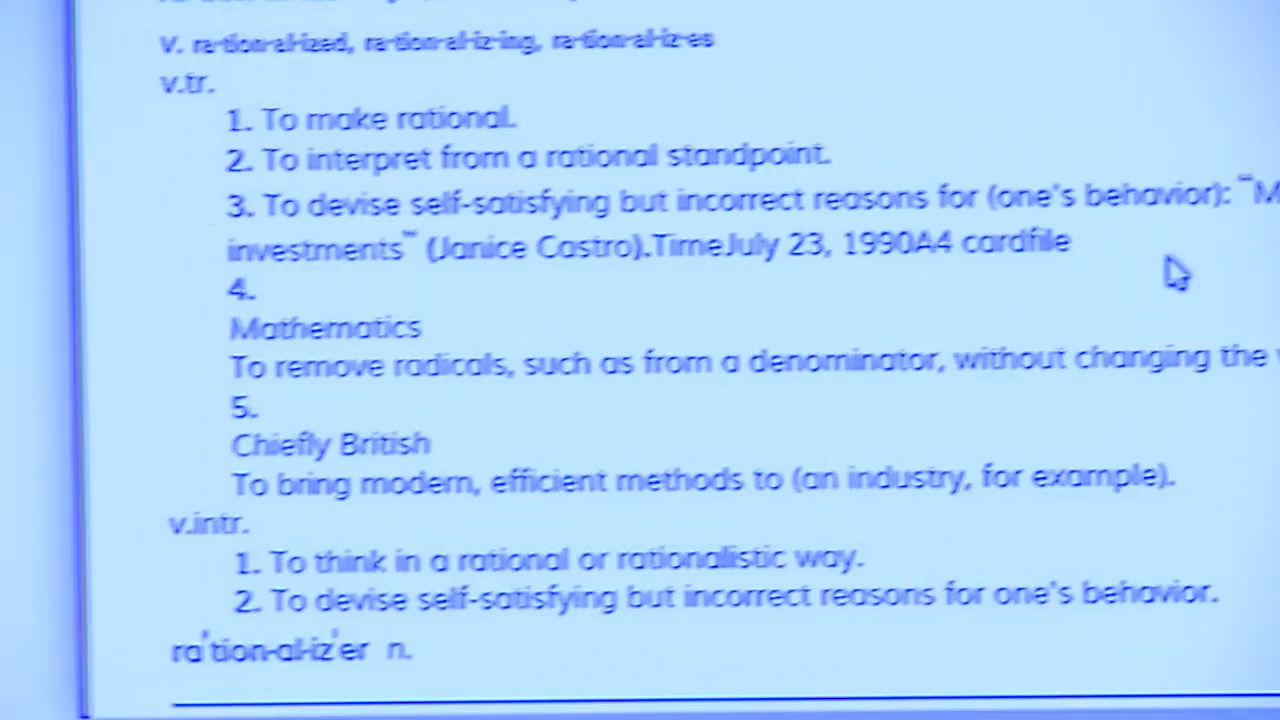 v. ra·tion·al·ized, ra·tion·al·iz·ing, ra·tion·al·iz·es
v.tr.
1. To make rational.
2. To interpret from a rational standpoint.
3. To devise self-satisfying but incorrect reasons for (one's behavior): "M
investments" (Janice Castro).TimeJuly 23, 1990A4 cardfile
4.
Mathematics
To remove radicals, such as from a denominator, without changing the
5.
Chiefly British
To bring modern, efficient methods to (an industry, for example).
v.intr.
1. To think in a rational or rationalistic way.
2. To devise self-satisfying but incorrect reasons for one's behavior.
ra'tion·al·iz'er n.